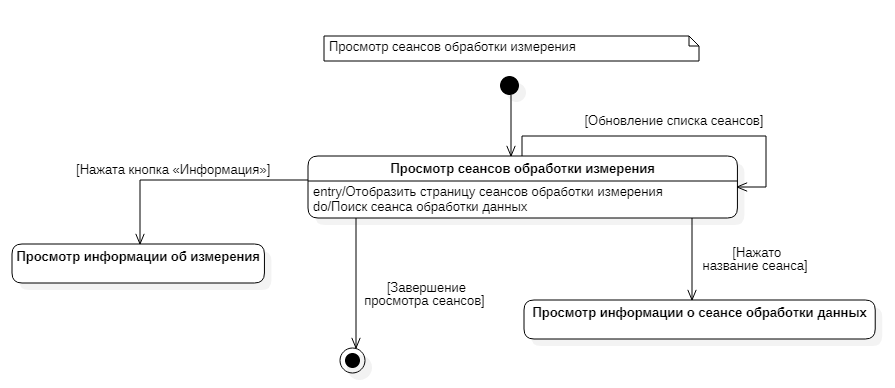 Просмотр сеансов обработки измерения
[Обновление списка сеансов]
[Нажата кнопка «Информация»]
Просмотр сеансов обработки измерения
entry/Отобразить страницу сеансов обработки измерения
do/Поиск сеанса обработки данных
Просмотр информации об измерения
[Нажато
название сеанса]
[Завершение
просмотра сеансов]
Просмотр информации о сеансе обработки данных